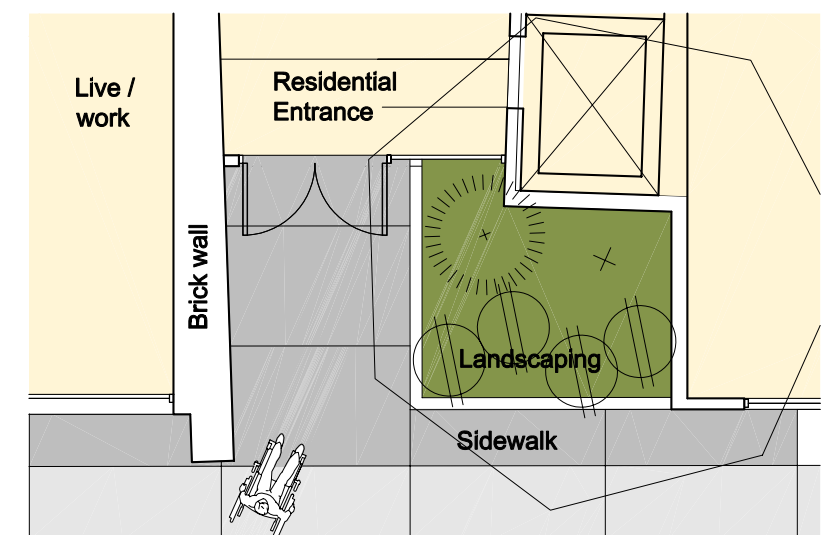 Live /
work
Residential
Entrance
Brick wall
Landscaping
Sidewalk